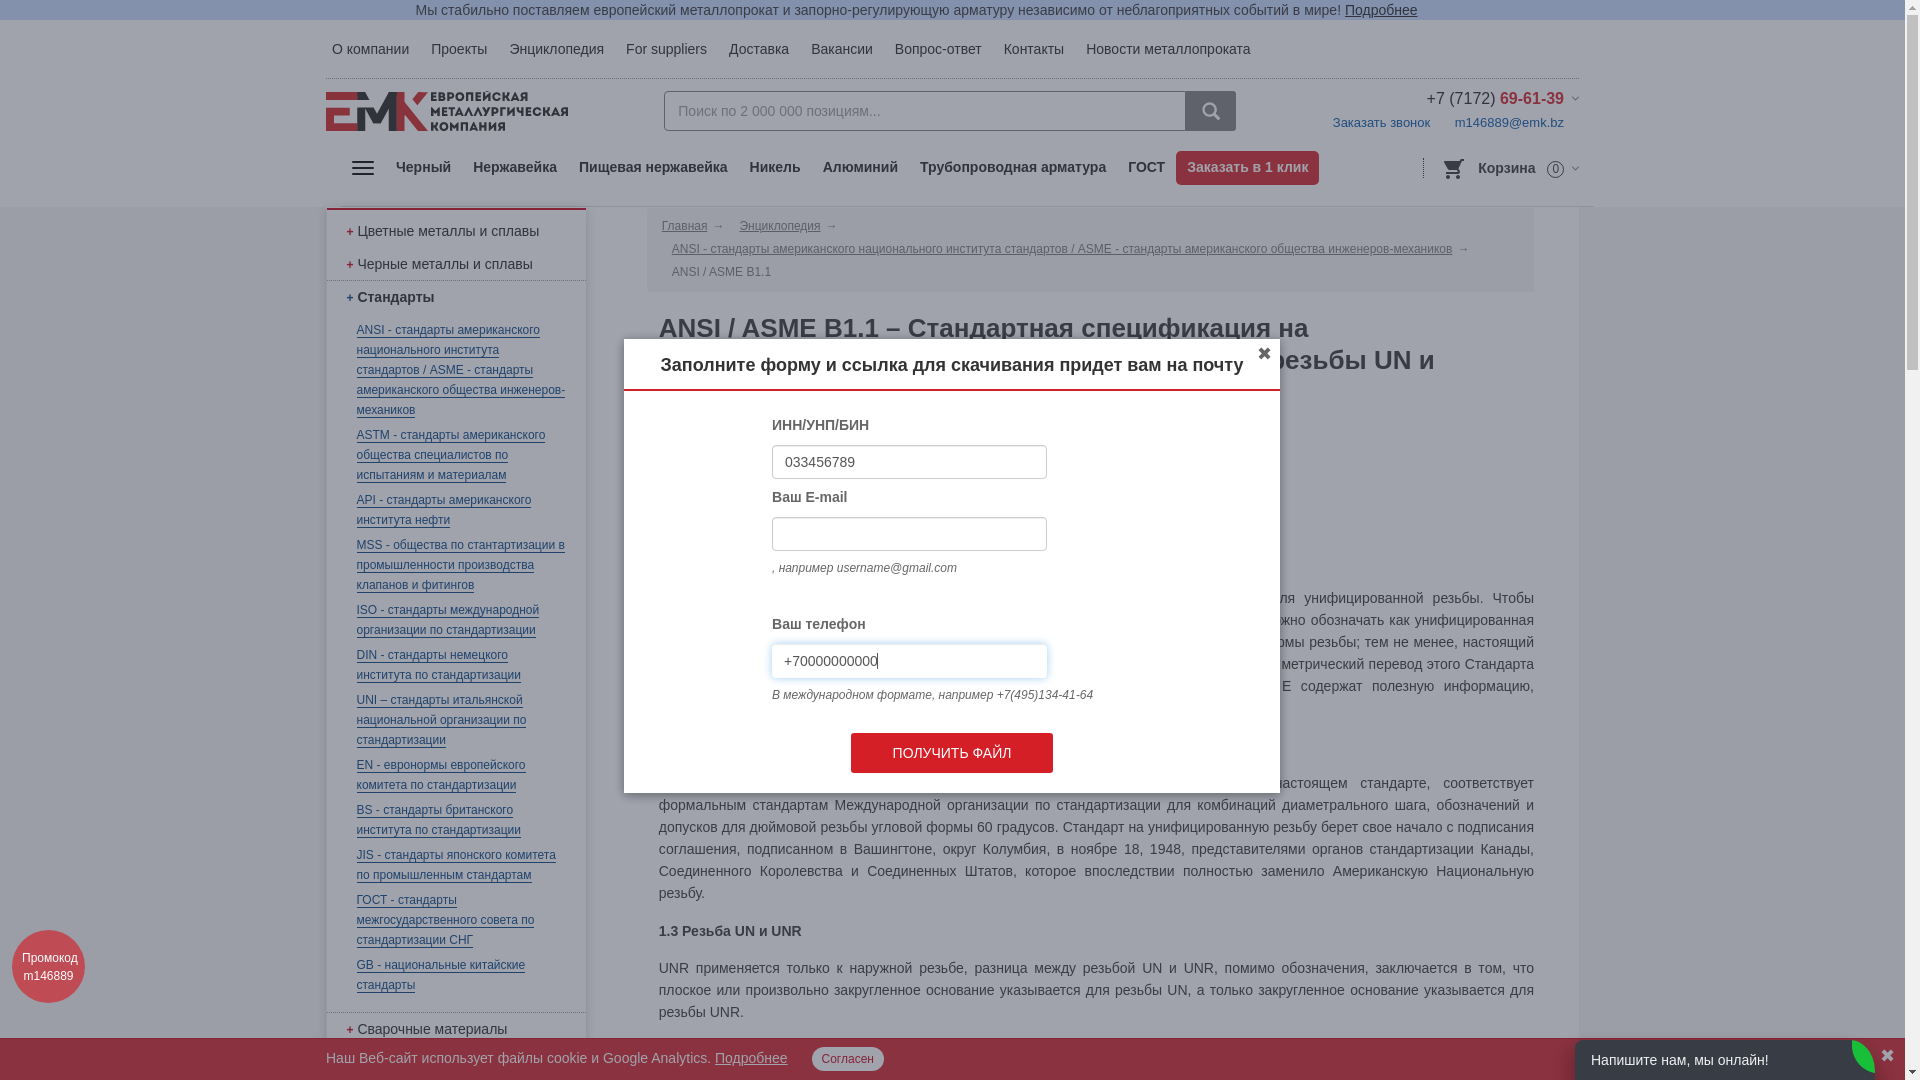 Мы стабильно поставляем европейский металлопрокат и запорно-регулирующую арматуру независимо от неблагоприятных событий в мире! Подробнее
О компании Проекты Энциклопедия For suppliers Доставка Вакансии Вопрос-ответ Контакты Новости металлопроката
ЕМК ЕВРОПЕЙСКАЯ
МЕТАЛЛУРГИЧЕСКАЯ
КОМПАНИЯ
Поиск по 2 000 000 позициям...
+7 (7172) 69-61-39
Заказать звонок m146889@emk.bz
Черный Нержавейка Пищевая нержавейка Никель Алюминий Трубопроводная арматура ГОСТ Заказать в 1 клик
Корзина 0
+ Цветные металлы и сплавы
+ Черные металлы и сплавы
+ Стандарты
ANSI - стандарты американского
национального института
стандартов / ASME - стандарты
американского общества инженеров-
механиков
ASTM - стандарты американского
общества специалистов по
испытаниям и материалам
API - стандарты американского
института нефти
MSS - общества по стантартизации в
промышленности производства
клапанов и фитингов
ISO - стандарты международной
организации по стандартизации
DIN - стандарты немецкого
института по стандартизации
UNI – стандарты итальянской
национальной организации по
стандартизации
EN - евронормы европейского
комитета по стандартизации
BS - стандарты британского
института по стандартизации
JIS - стандарты японского комитета
по промышленным стандартам
ГОСТ - стандарты
межгосударственного совета по
стандартизации СНГ
GB - национальные китайские
стандарты
+ Сварочные материалы
Главная → Энциклопедия →
ANSI - стандарты американского национального института стандартов / ASME - стандарты американского общества инженеров-механиков →
ANSI / ASME B1.1
ANSI / ASME B1.1 – Стандартная спецификация на
резьбы UN и
Заполните форму и ссылка для скачивания придет вам на почту
✖
ИНН/УНП/БИН
033456789
Ваш E-mail
, например username@gmail.com
Ваш телефон
+70000000000
В международном формате, например +7(495)134-41-64
ПОЛУЧИТЬ ФАЙЛ
унифицированной резьбы. Чтобы
обозначать как унифицированная
резьбы; тем не менее, настоящий
метрический перевод этого Стандарта
E содержат полезную информацию,
настоящем стандарте, соответствует
формальным стандартам Международной организации по стандартизации для комбинаций диаметрального шага, обозначений и
допусков для дюймовой резьбы угловой формы 60 градусов. Стандарт на унифицированную резьбу берет свое начало с подписания
соглашения, подписанном в Вашингтоне, округ Колумбия, в ноябре 18, 1948, представителями органов стандартизации Канады,
Соединенного Королевства и Соединенных Штатов, которое впоследствии полностью заменило Американскую Национальную
резьбу.
1.3 Резьба UN и UNR
UNR применяется только к наружной резьбе, разница между резьбой UN и UNR, помимо обозначения, заключается в том, что
плоское или произвольно закругленное основание указывается для резьбы UN, а только закругленное основание указывается для
резьбы UNR.
Промокод
m146889
Наш Веб-сайт использует файлы cookie и Google Analytics. Подробнее Согласен
Напишите нам, мы онлайн!
✖